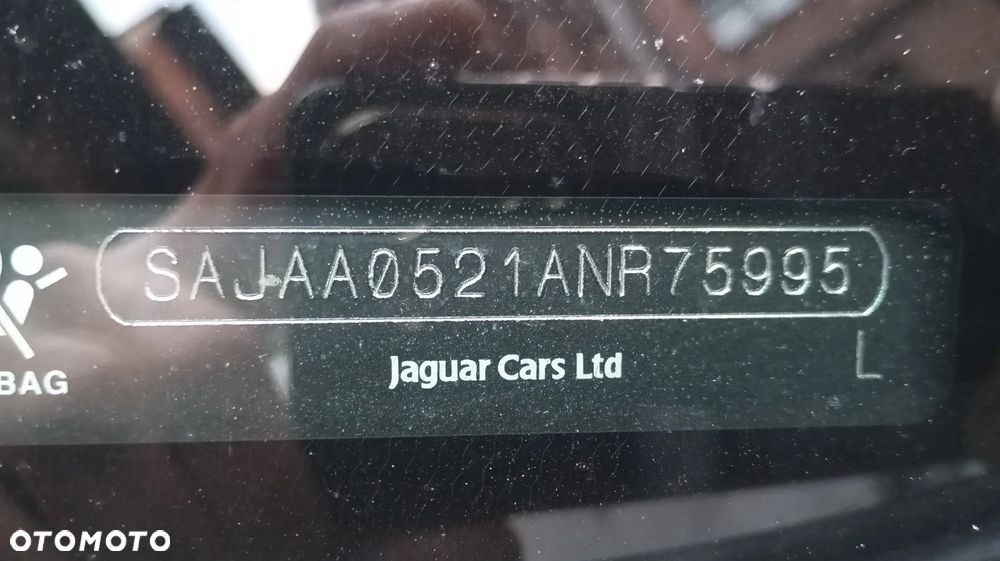 SAJAA0521ANR75995
Jaguar Cars Ltd
L
BAG
OTOMOTO